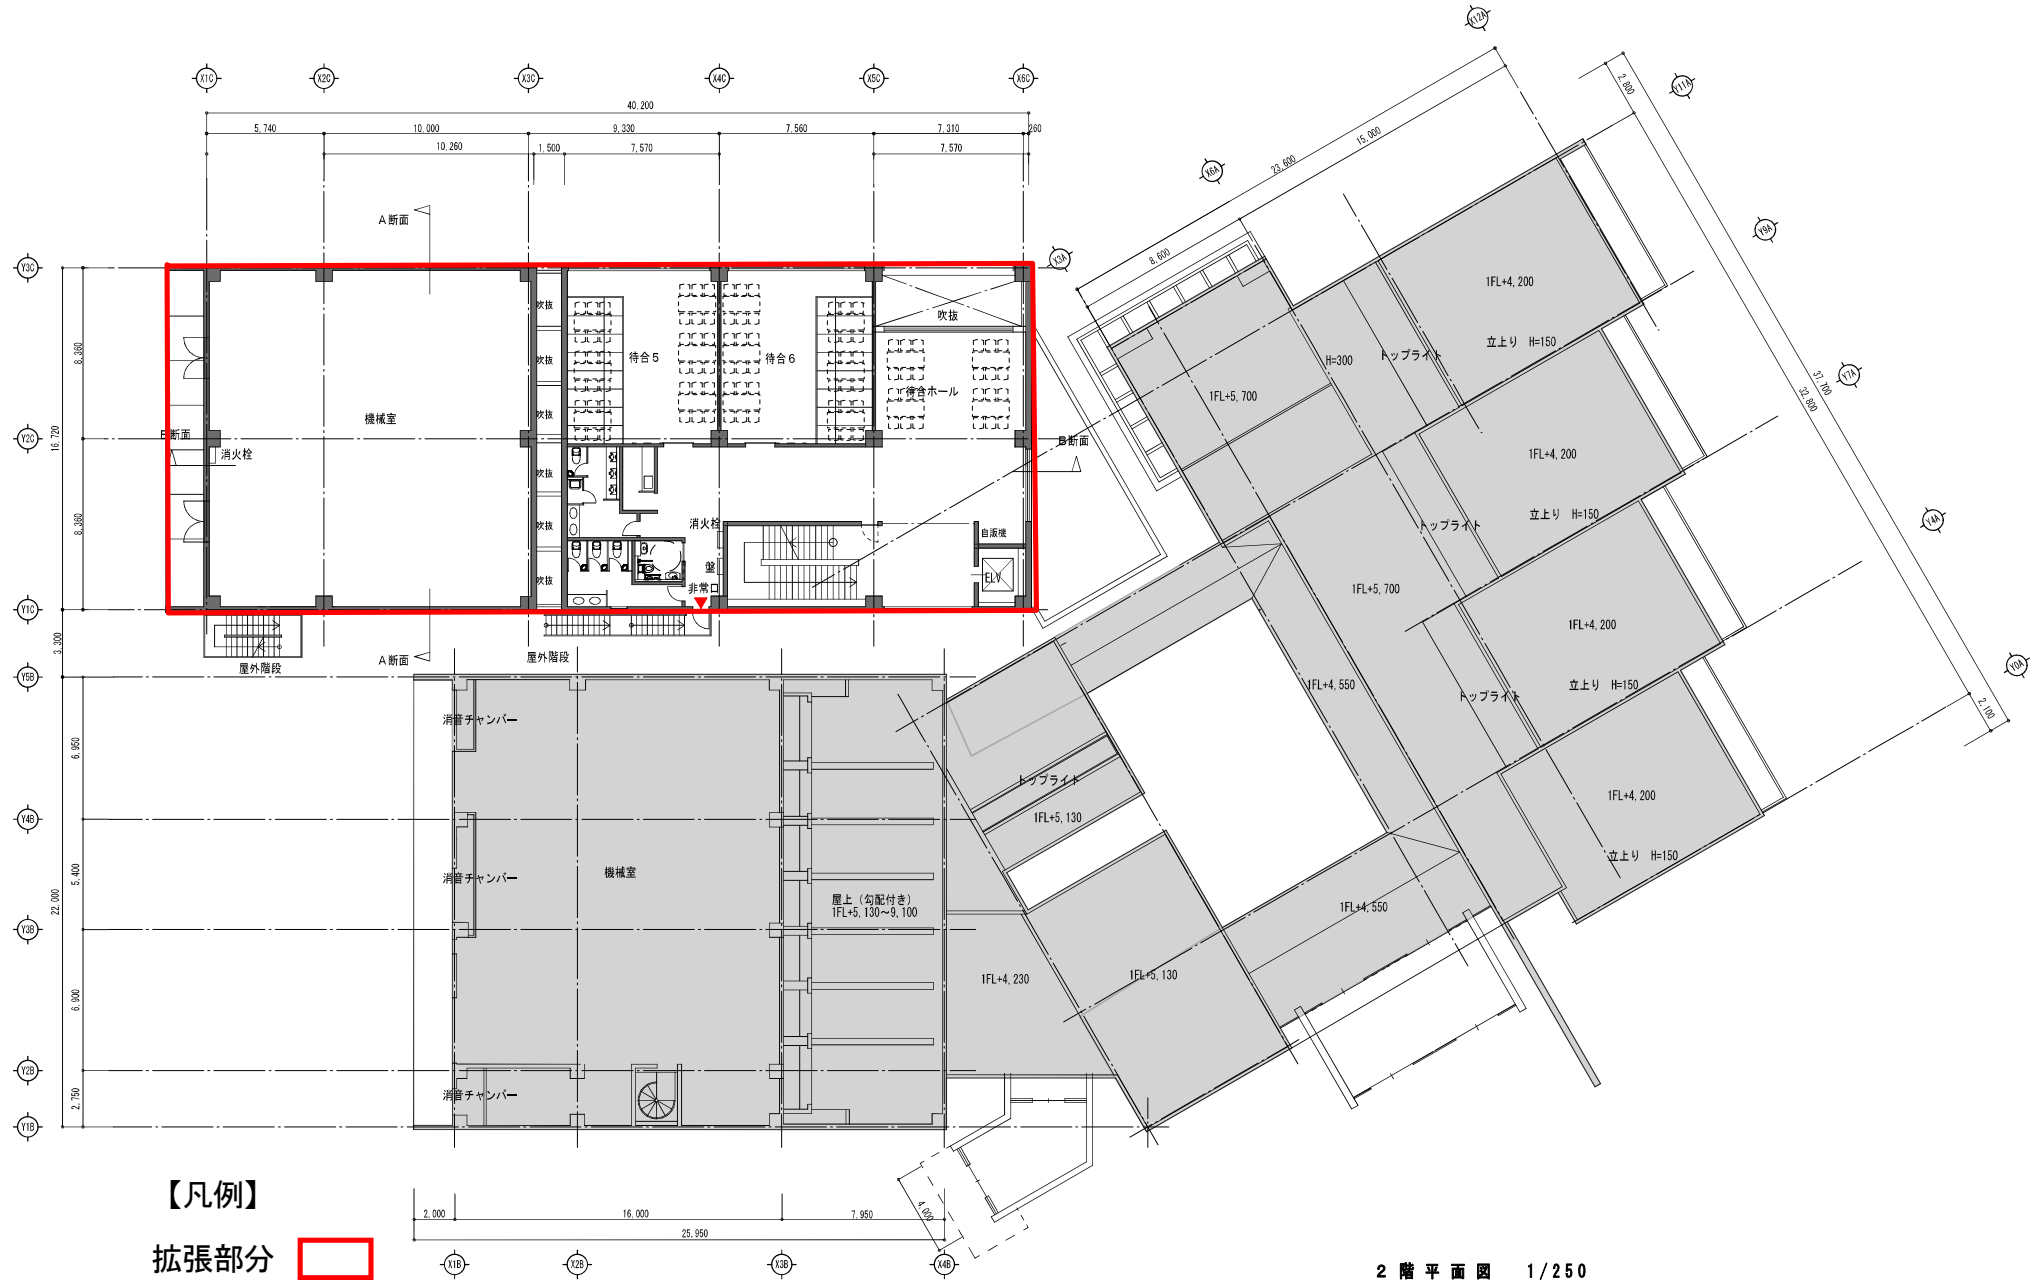 X12A
X1C
X2C
X3C
X4C
X5C
X6C
Y11A
2,800
40,200
5,740
10,000
9,330
7,560
7,310
260
10,260
1,500
7,570
7,570
15,000
23,600
X6A
A断面
Y9A
8,600
X3A
Y3C
1FL+4,200
吹抜
吹抜
立上り H=150
トップライト
H=300
待合5
待合6
吹抜
8,360
Y7A
37,700
32,800
1FL+5,700
待合ホール
機械室
吹抜
16,720
Y2C
B断面
B断面
消火栓
1FL+4,200
吹抜
立上り H=150
トップライト
Y4A
8,360
吹抜
消火栓
自販機
盤
ELV
吹抜
非常口
1FL+5,700
Y1C
1FL+4,200
3,300
屋外階段
屋外階段
A断面
Y0A
Y5B
1FL+4,550
立上り H=150
トップライト
2,100
消音チャンバー
6,950
トップライト
1FL+4,200
Y4B
1FL+5,130
立上り H=150
5,400
機械室
消音チャンバー
22,000
屋上（勾配付き）
1FL+5,130～9,100
1FL+4,550
Y3B
1FL+4,230
1FL+5,130
6,900
Y2B
消音チャンバー
2,750
Y1B
【凡例】
4,000
2,000
16,000
7,950
25,950
拡張部分
X1B
X2B
X3B
X4B
2階平面図 1/250